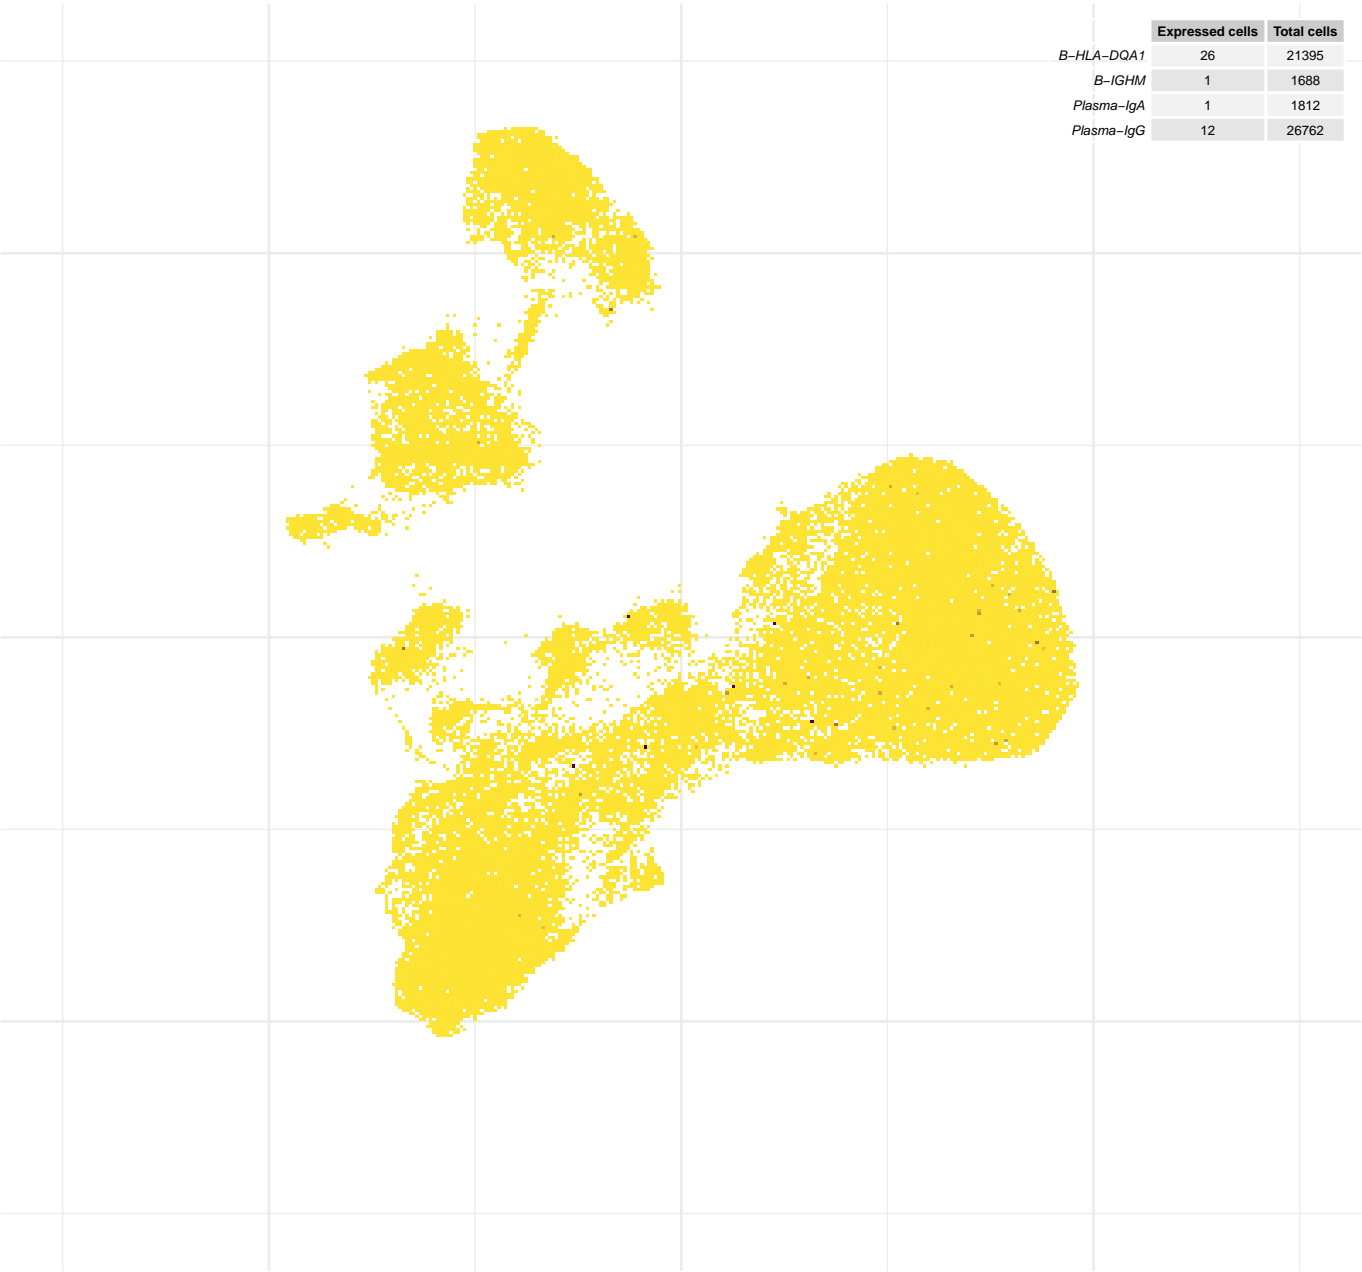 Expressed cells Total cells
B−HLA−DQA1 26 21395
B−IGHM 1 1688
Plasma−IgA 1 1812
Plasma−IgG 12 26762